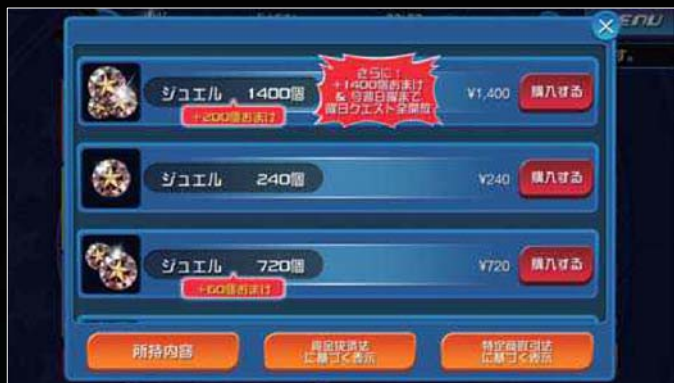 ENU
す。
さらに!
+1400個おまけ
& 今週日曜まで
曜日クエスト全開放
ジュエル 1400個
¥1,400
購入する
+200個おまけ
ジュエル 240個
¥240
購入する
ジュエル 720個
¥720
購入する
+60個おまけ
所持内容
資金決済法
に基づく表示
特定商取引法
に基づく表示